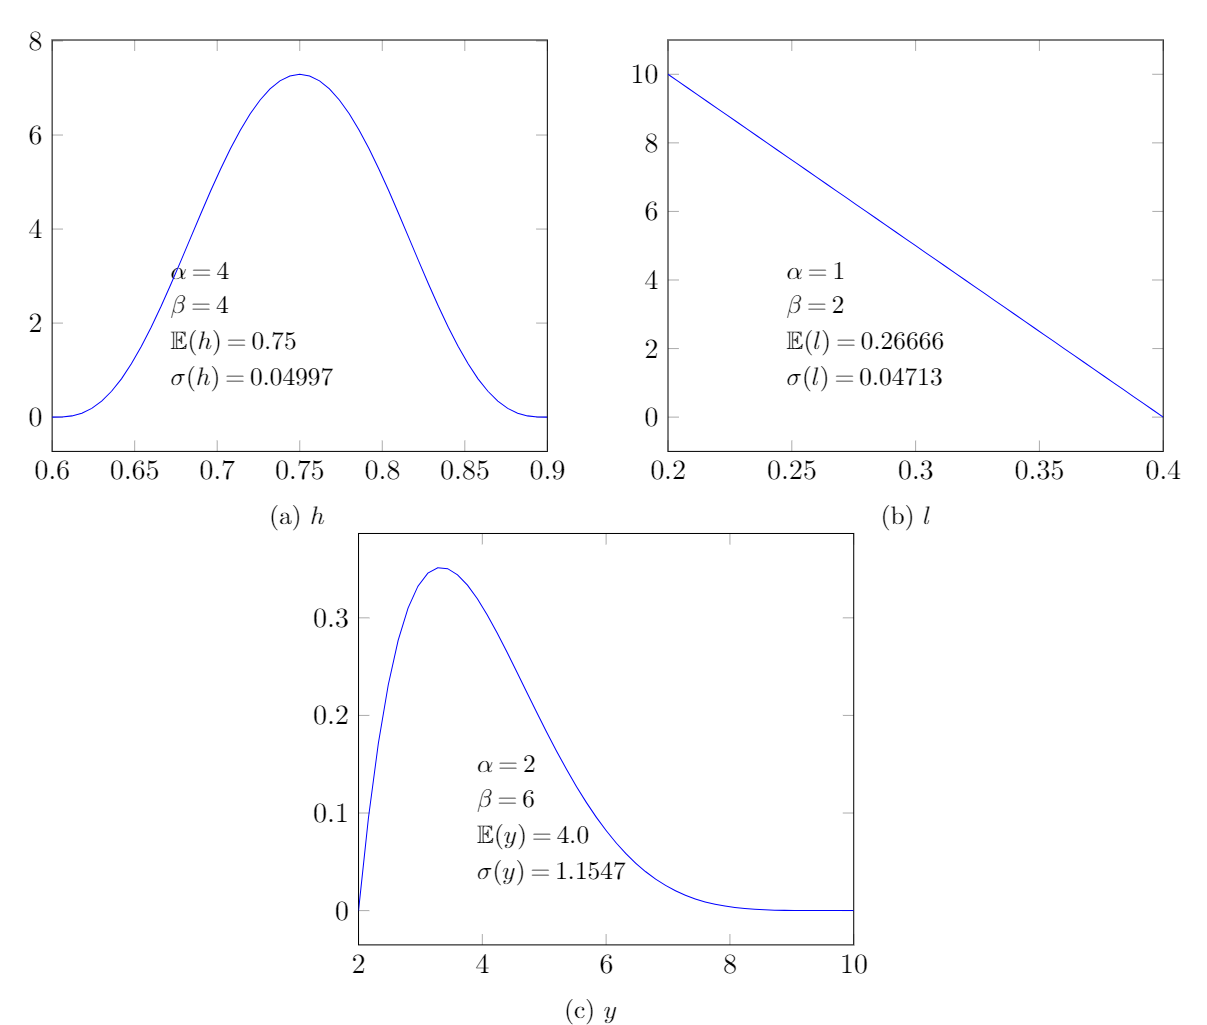 8
6
4
2
0
0.6 0.65 0.7 0.75 0.8 0.85 0.9
α = 4
β = 4
𝔼(h) = 0.75
σ(h) = 0.04997
(a) h
10
8
6
4
2
0
0.2 0.25 0.3 0.35 0.4
α = 1
β = 2
𝔼(l) = 0.26666
σ(l) = 0.04713
(b) l
0.3
0.2
0.1
0
2 4 6 8 10
α = 2
β = 6
𝔼(y) = 4.0
σ(y) = 1.1547
(c) y